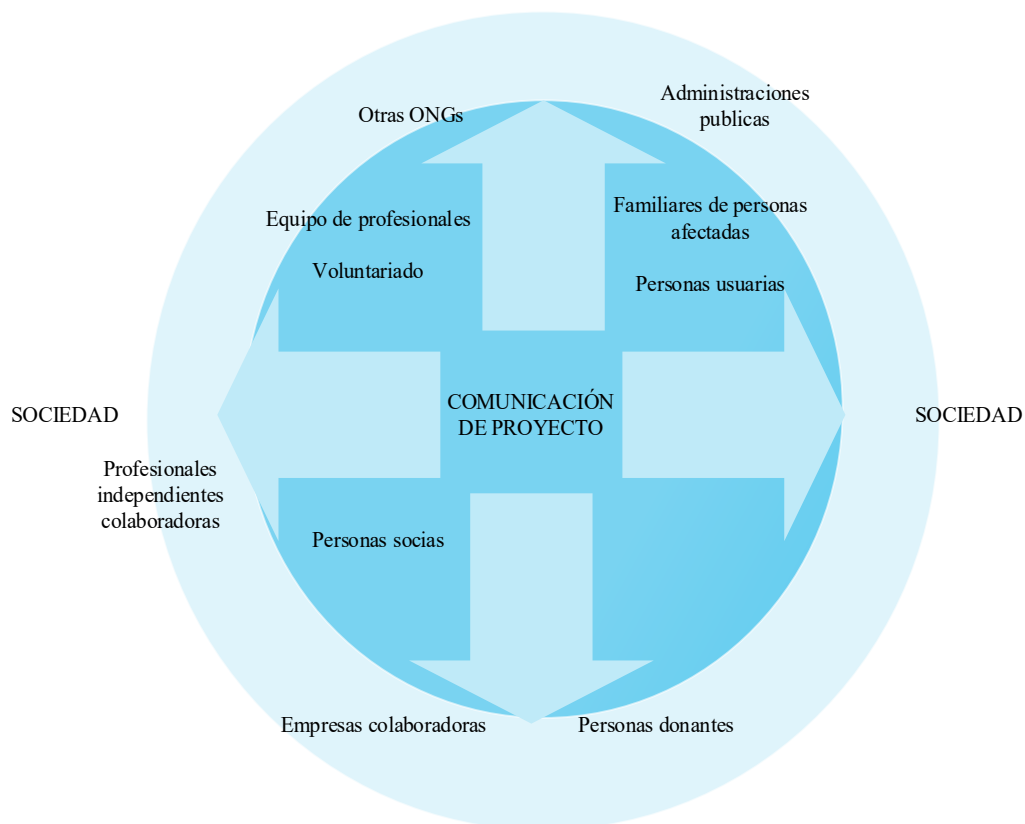 Otras ONGs
Administraciones
publicas
Equipo de profesionales
Familiares de personas
afectadas
Voluntariado
Personas usuarias
COMUNICACIÓN
DE PROYECTO
SOCIEDAD
SOCIEDAD
Profesionales
independientes
colaboradoras
Personas socias
Empresas colaboradoras
Personas donantes